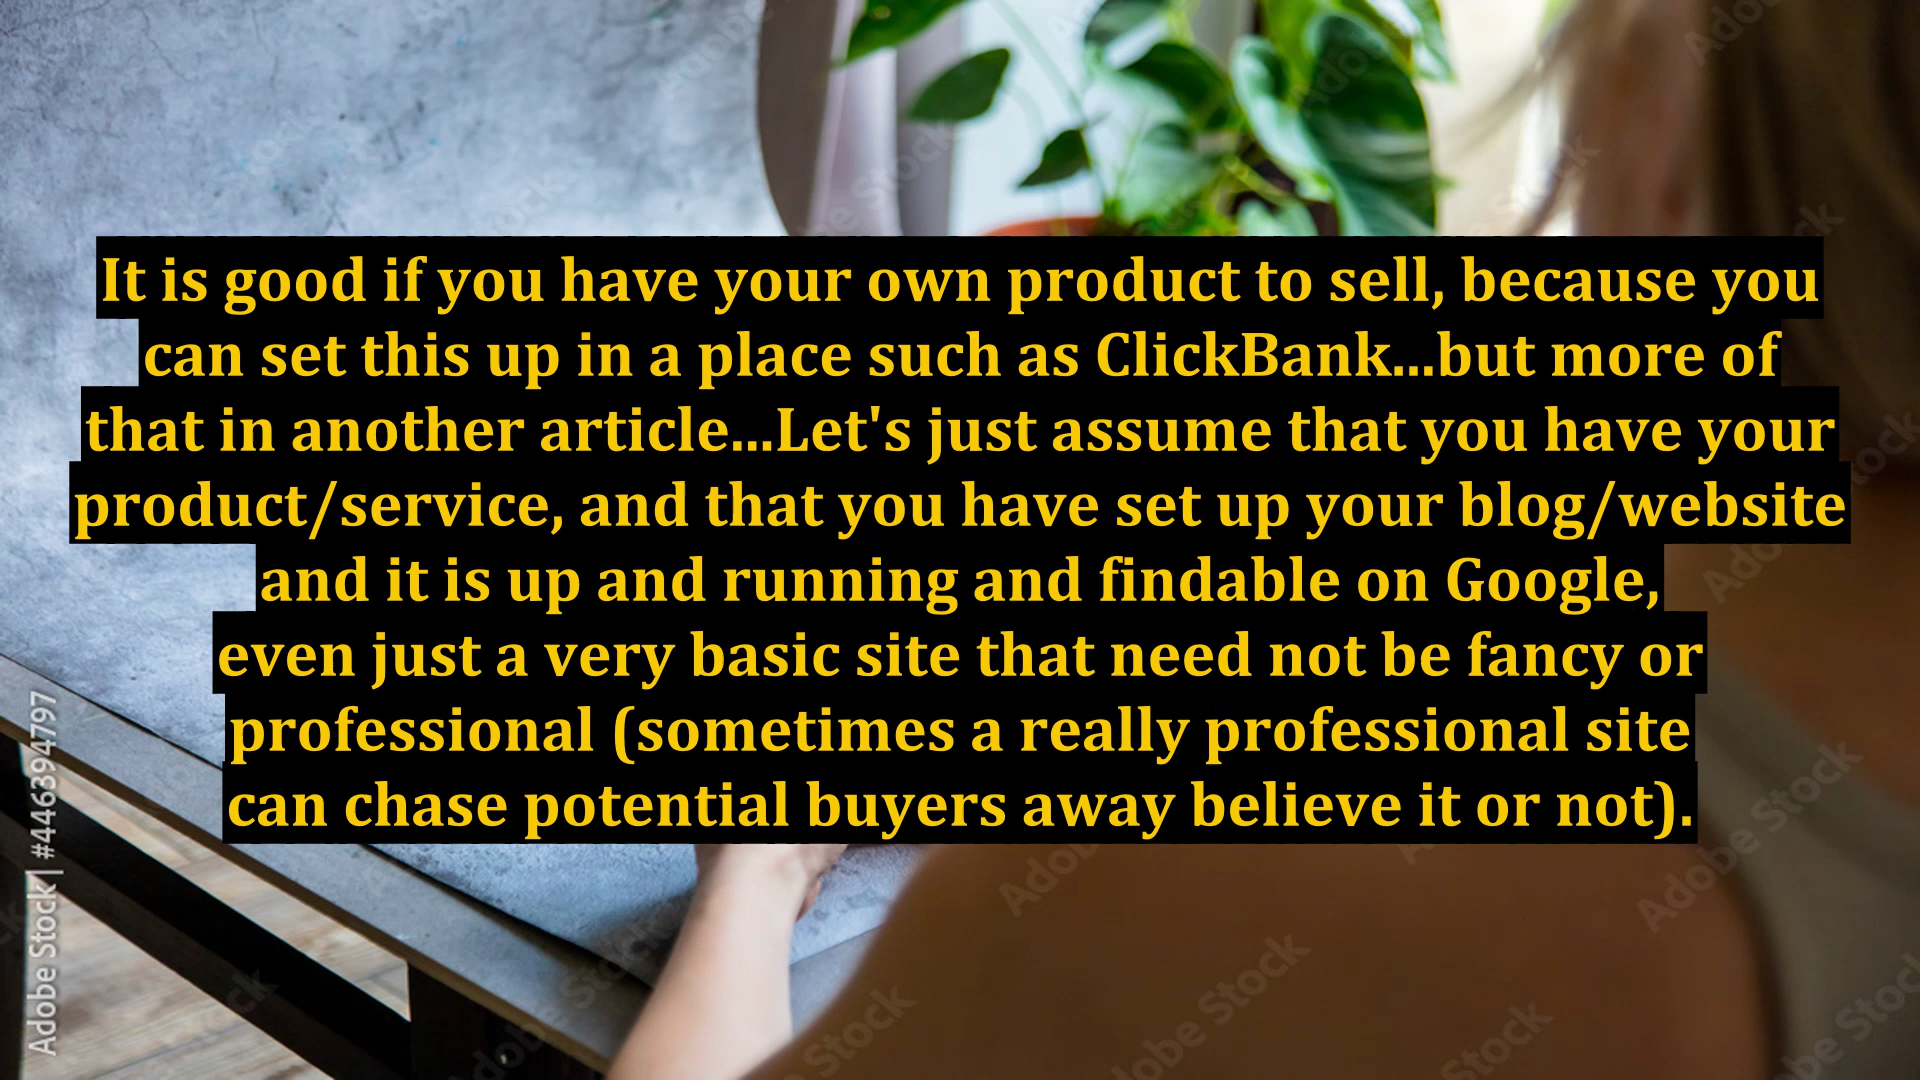 It is good if you have your own product to sell, because you
can set this up in a place such as ClickBank...but more of
that in another article...Let's just assume that you have your
product/service, and that you have set up your blog/website
and it is up and running and findable on Google,
even just a very basic site that need not be fancy or
professional (sometimes a really professional site
can chase potential buyers away believe it or not).
Adobe Stock | #446394797